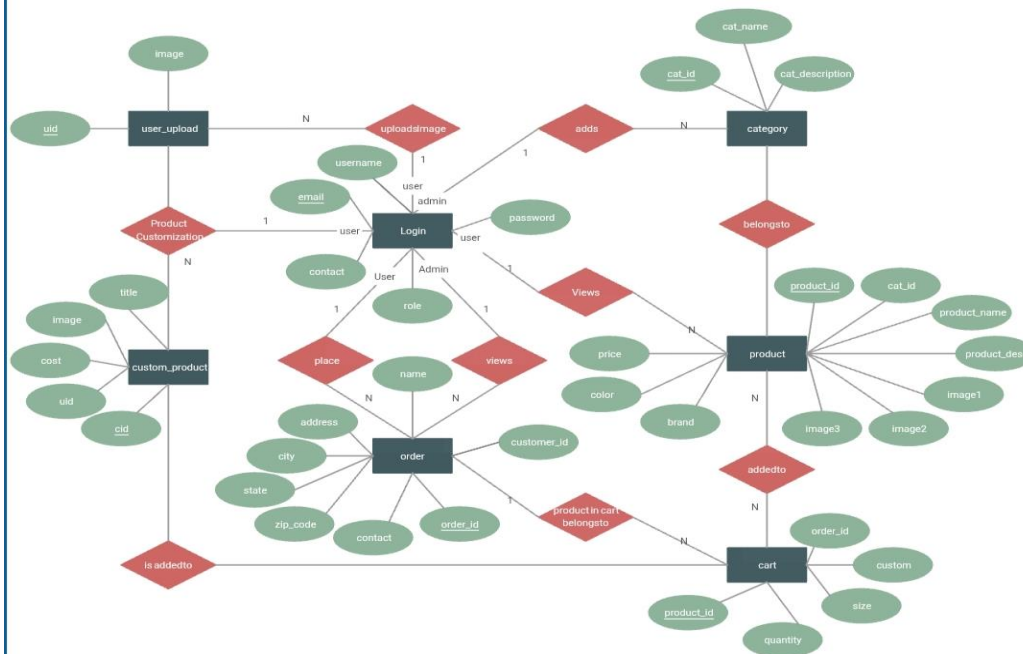 cat_name
image
cat_id
cat_description
uid
user_upload
N
uploadsImage
adds
N
category
1
1
username
user
admin
email
password
Product
Customization
1
user
Login
user
belongsto
N
contact
User
Admin
1
title
role
Views
product_id
cat_id
image
1
1
N
product_name
cost
custom_product
place
name
views
price
product
product_des
uid
N
N
color
image1
cid
address
brand
N
image3
image2
city
order
customer_id
state
addedto
zip_code
contact
order_id
1
product in cart
belongsto
N
order_id
N
is addedto
cart
custom
product_id
size
quantity